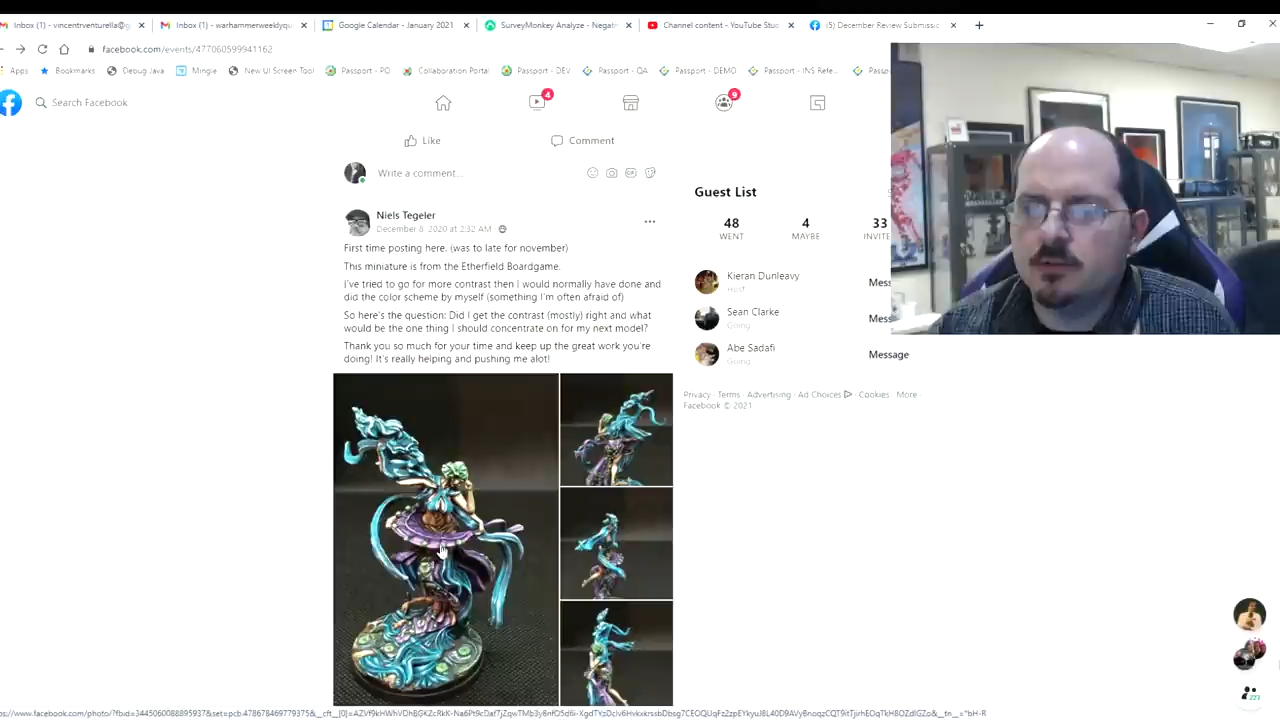 Inbox (1) - vincentrventurella@g
Inbox (1) - warhammerweeklyqu
Google Calendar - January 2021
SurveyMonkey Analyze - Negati
Channel content - YouTube Stu
(5) December Review Submissic
facebook.com/events/477060599941162
Apps
Bookmarks
Debug Java
Mingle
New UI Screen Tool
Passport - PO
Collaboration Portal
Passport - DEV
Passport - QA
Passport - DEMO
Passport - INS Refe...
Passp
Search Facebook
4
9
Like
Comment
Write a comment...
Niels Tegeler
December 8, 2020 at 2:32 AM
First time posting here. (was to late for november)
This miniature is from the Etherfield Boardgame.
I've tried to go for more contrast then I would normally have done and
did the color scheme by myself (something I'm often afraid of)
So here's the question: Did I get the contrast (mostly) right and what
would be the one thing I should concentrate on for my next model?
Thank you so much for your time and keep up the great work you're
doing! It's really helping and pushing me alot!
Guest List
48
WENT
4
MAYBE
33
INVITE
Kieran Dunleavy
Host
Mess
Sean Clarke
Going
Mess
Abe Sadafi
Going
Message
Privacy · Terms · Advertising · Ad Choices · Cookies · More ·
Facebook © 2021